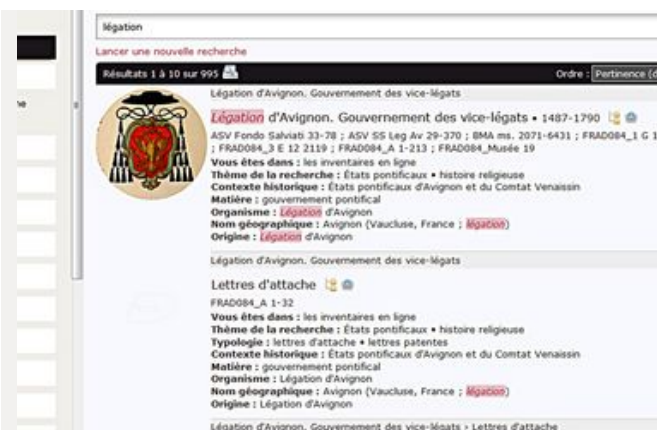 légation
Lancer une nouvelle recherche
Résultats 1 à 10 sur 995
Ordre : Pertinence (d
Légation d'Avignon. Gouvernement des vice-légats
Légation d'Avignon. Gouvernement des vice-légats • 1487-1790
ASV Fondo Salviati 33-78 ; ASV SS Leg Av 29-370 ; BMA ms. 2071-6431 ; FRAD084_1 G 1
; FRAD084_3 E 12 2119 ; FRAD084_A 1-213 ; FRAD084_Musée 19
Vous êtes dans : les inventaires en ligne
Thème de la recherche : États pontificaux • histoire religieuse
Contexte historique : États pontificaux d'Avignon et du Comtat Venaissin
Matière : gouvernement pontifical
Organisme : Légation d'Avignon
Nom géographique : Avignon (Vaucluse, France ; légation)
Origine : Légation d'Avignon
Légation d'Avignon. Gouvernement des vice-légats
Lettres d'attache
FRAD084_A 1-32
Vous êtes dans : les inventaires en ligne
Thème de la recherche : États pontificaux • histoire religieuse
Typologie : lettres d'attache • lettres patentes
Contexte historique : États pontificaux d'Avignon et du Comtat Venaissin
Matière : gouvernement pontifical
Organisme : Légation d'Avignon
Nom géographique : Avignon (Vaucluse, France ; légation)
Origine : Légation d'Avignon
Légation d'Avignon. Gouvernement des vice-légats › Lettres d'attache